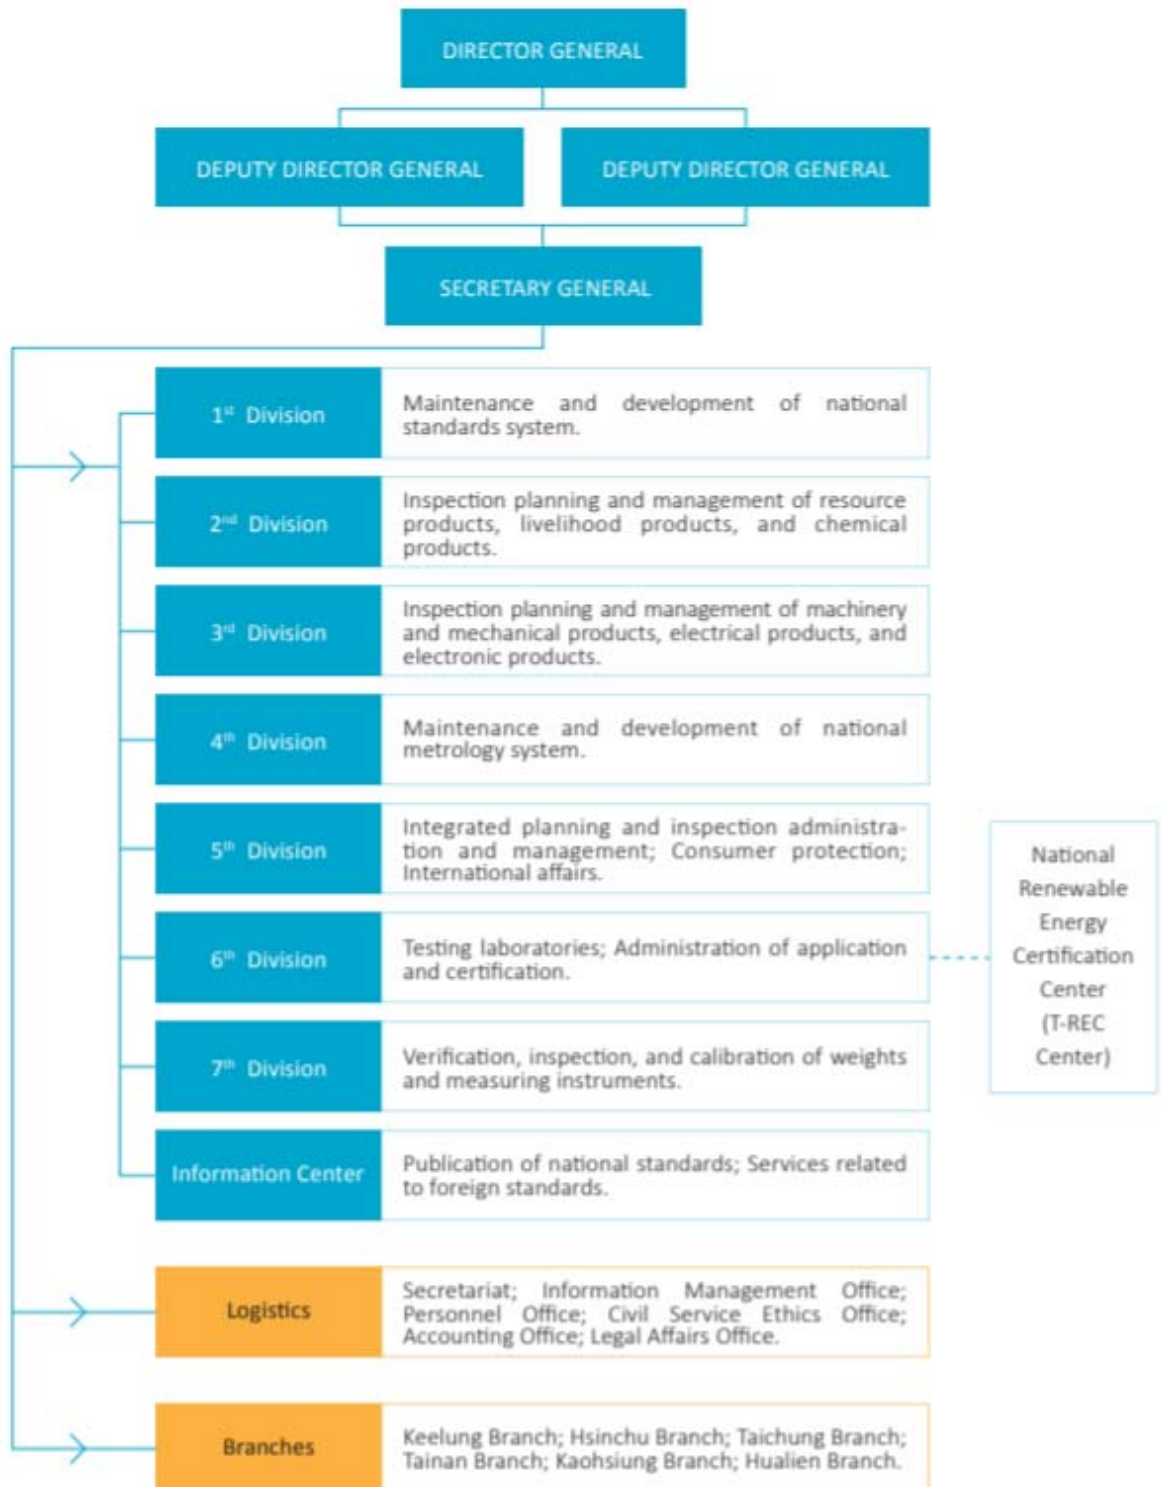 DIRECTOR GENERAL
DEPUTY DIRECTOR GENERAL
DEPUTY DIRECTOR GENERAL
SECRETARY GENERAL
1st Division
Maintenance and development of national
standards system.
2nd Division
Inspection planning and management of resource
products, livelihood products, and chemical
products.
3rd Division
Inspection planning and management of machinery
and mechanical products, electrical products, and
electronic products.
4th Division
Maintenance and development of national
metrology system.
5th Division
Integrated planning and inspection administra-
tion and management; Consumer protection;
International affairs.
6th Division
Testing laboratories; Administration of application
and certification.
National
Renewable
Energy
Certification
Center
(T-REC
Center)
7th Division
Verification, inspection, and calibration of weights
and measuring instruments.
Information Center
Publication of national standards; Services related
to foreign standards.
Logistics
Secretariat; Information Management Office;
Personnel Office; Civil Service Ethics Office;
Accounting Office; Legal Affairs Office.
Branches
Keelung Branch; Hsinchu Branch; Taichung Branch;
Tainan Branch; Kaohsiung Branch; Hualien Branch.